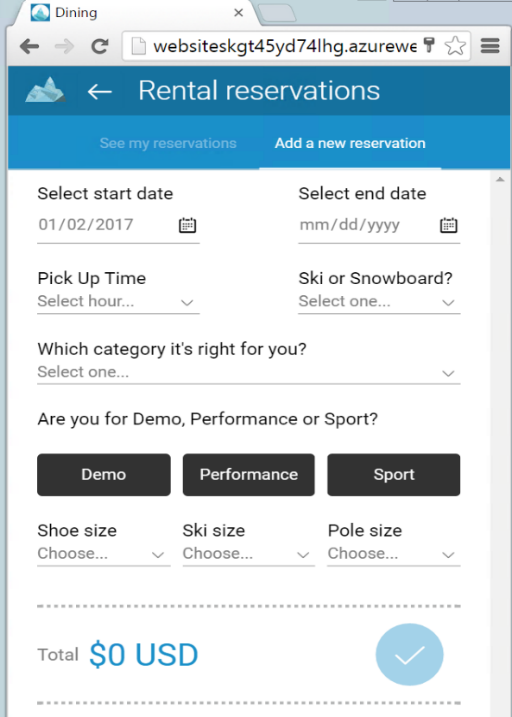 Dining
websiteskgt45yd74lhg.azurewe
Rental reservations
See my reservations Add a new reservation
Select start date Select end date
01/02/2017 mm/dd/yyyy
Pick Up Time Ski or Snowboard?
Select hour... Select one...
Which category it's right for you?
Select one...
Are you for Demo, Performance or Sport?
Demo Performance Sport
Shoe size Ski size Pole size
Choose... Choose... Choose...
Total $0 USD